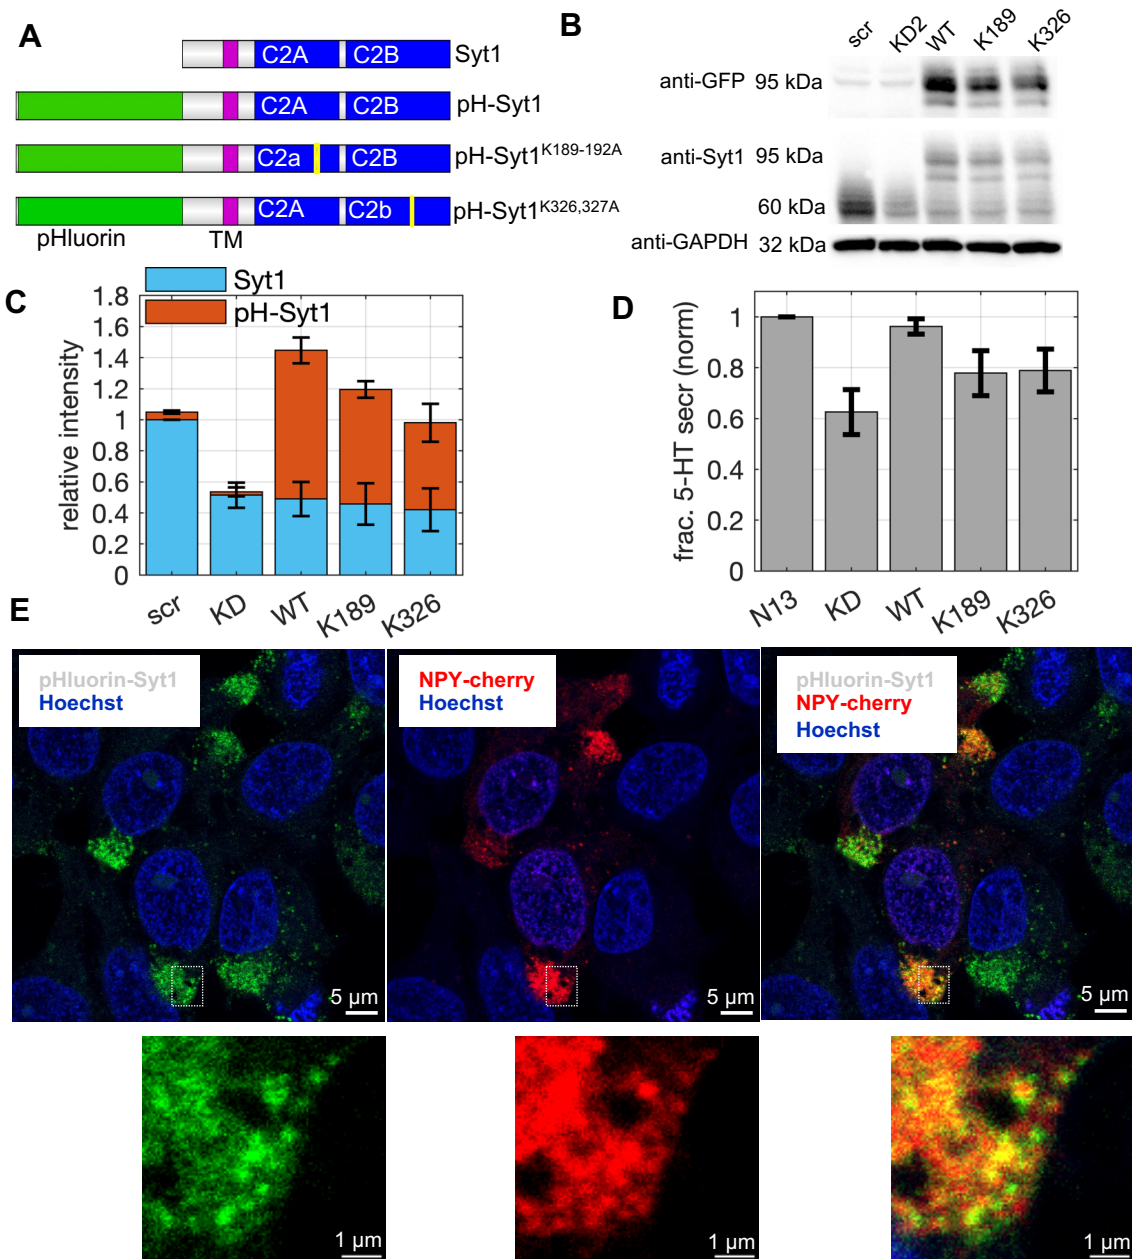 A
C2A C2B Syt1
C2A C2B pH-Syt1
C2a C2B pH-Syt1K189-192A
C2A C2b pH-Syt1K326,327A
pHluorin TM
B
scr KD2 WT K189 K326
anti-GFP 95 kDa
anti-Syt1 95 kDa
60 kDa
anti-GAPDH 32 kDa
C
Syt1
pH-Syt1
relative intensity
1.8
1.6
1.4
1.2
1
0.8
0.6
0.4
0.2
0
scr KD WT K189 K326
D
frac. 5-HT secr (norm)
1
0.8
0.6
0.4
0.2
0
N13 KD WT K189 K326
E
pHluorin-Syt1
Hoechst
5 µm
NPY-cherry
Hoechst
5 µm
pHluorin-Syt1
NPY-cherry
Hoechst
5 µm
1 µm
1 µm
1 µm